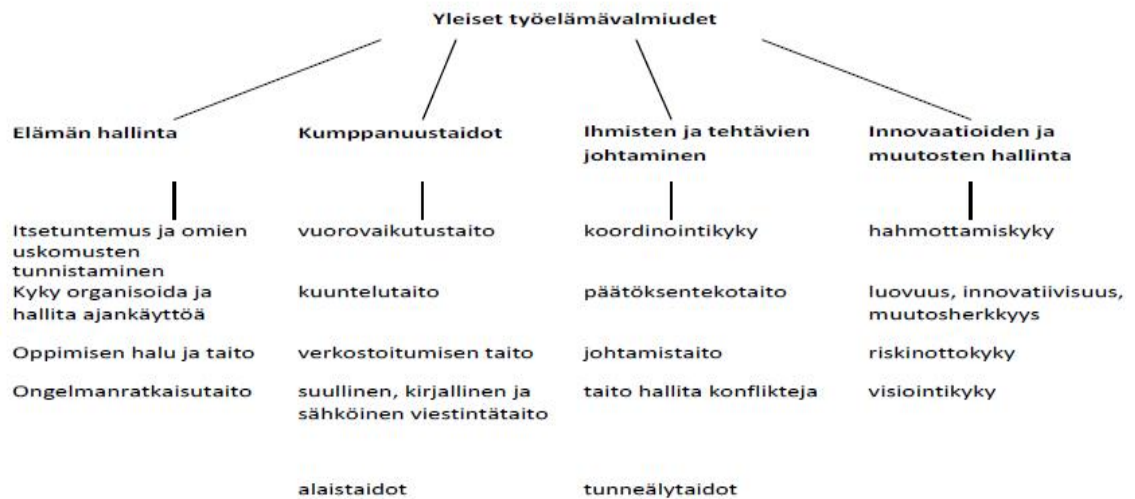 Yleiset työelämävalmiudet
Elämän hallinta
Kumppanuustaidot
Ihmisten ja tehtävien
johtaminen
Innovaatioiden ja
muutosten hallinta
Itsetuntemus ja omien
uskomusten
tunnistaminen
vuorovaikutustaito
koordinointikyky
hahmottamiskyky
Kyky organisoida ja
hallita ajankäyttöä
kuuntelutaito
päätöksentekotaito
luovuus, innovatiivisuus,
muutosherkkyys
Oppimisen halu ja taito
verkostoitumisen taito
johtamistaito
riskinottokyky
Ongelmanratkaisutaito
suullinen, kirjallinen ja
sähköinen viestintätaito
taito hallita konflikteja
visiointikyky
alaistaidot
tunneälytaidot